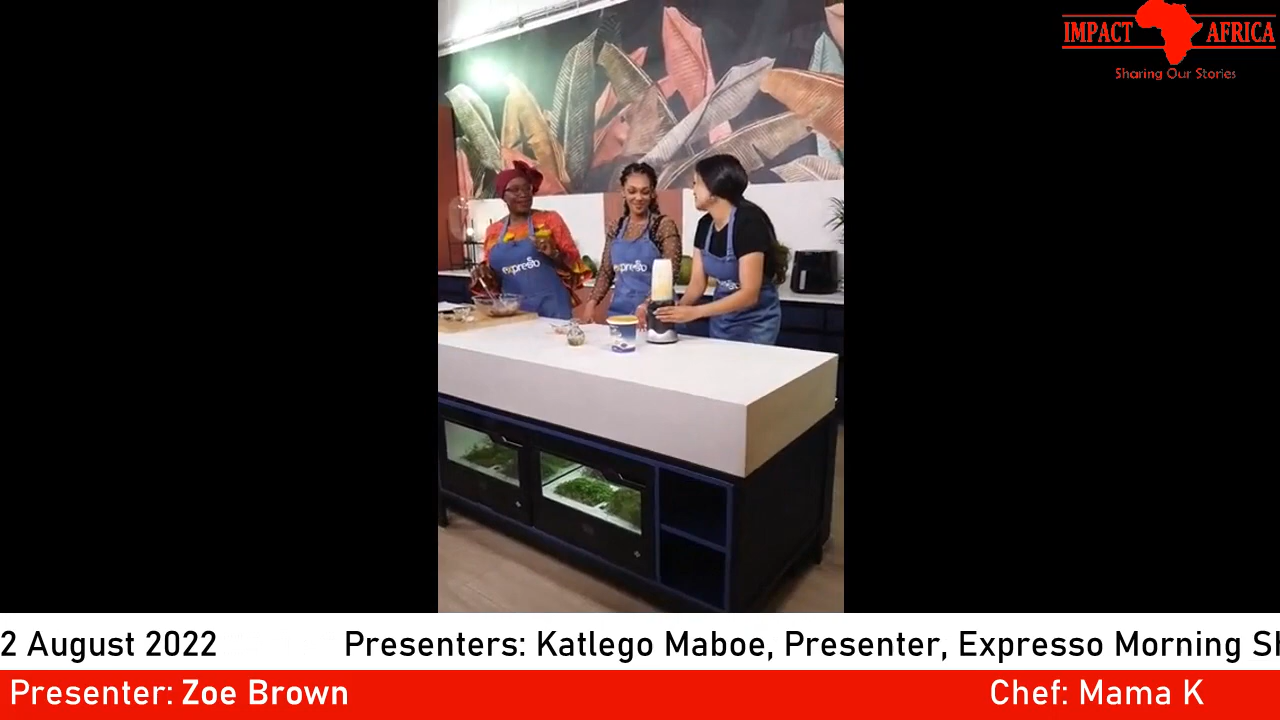 IMPACT AFRICA
Sharing Our Stories
expresso
expresso
2 August 2022 Presenters: Katlego Maboe, Presenter, Expresso Morning Sh
Presenter: Zoe Brown Chef: Mama K